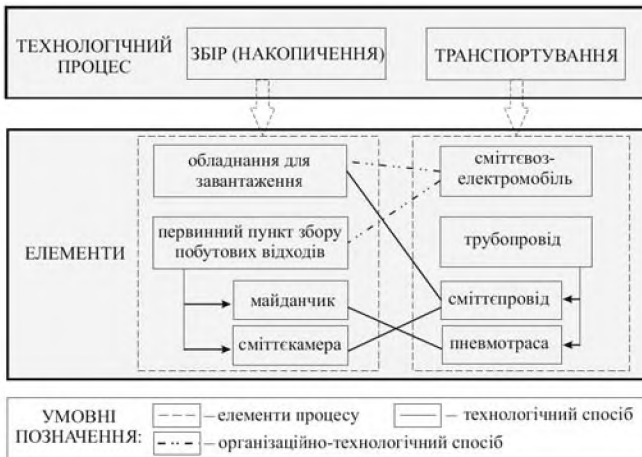 ТЕХНОЛОГІЧНИЙ
ПРОЦЕС
ЗБІР (НАКОПИЧЕННЯ)
ТРАНСПОРТУВАННЯ
ЕЛЕМЕНТИ
обладнання для
завантаження
первинний пункт збору
побутових відходів
майданчик
сміттєкамера
сміттєвоз-
електромобіль
трубопровід
сміттєпровід
пневмотраса
УМОВНІ
ПОЗНАЧЕННЯ:
– елементи процесу
– технологічний спосіб
– організаційно-технологічний спосіб